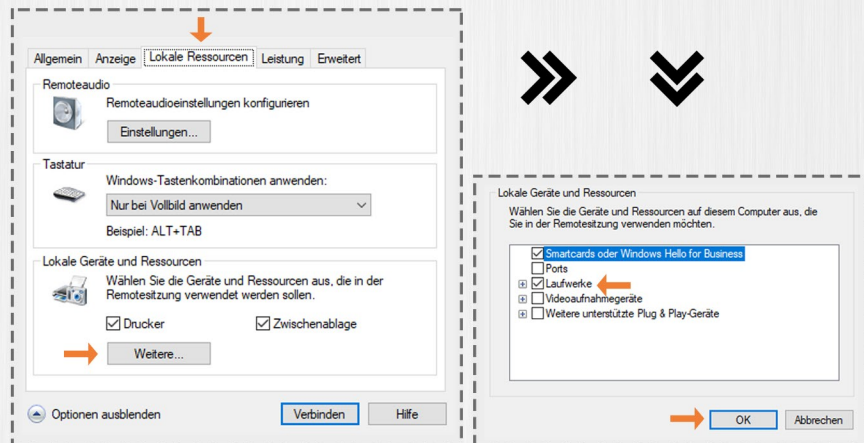 Allgemein Anzeige Lokale Ressourcen Leistung Erweitert
Remoteaudio
Remoteaudioeinstellungen konfigurieren
Einstellungen...
Tastatur
Windows-Tastenkombinationen anwenden:
Nur bei Vollbild anwenden
Beispiel: ALT+TAB
Lokale Geräte und Ressourcen
Wählen Sie die Geräte und Ressourcen aus, die in der
Remotesitzung verwendet werden sollen.
Drucker Zwischenablage
Weitere...
Optionen ausblenden Verbinden Hilfe
Lokale Geräte und Ressourcen
Wählen Sie die Geräte und Ressourcen auf diesem Computer aus, die
Sie in der Remotesitzung verwenden möchten.
Smartcards oder Windows Hello for Business
Ports
Laufwerke
Videoaufnahmegeräte
Weitere unterstützte Plug & Play-Geräte
OK Abbrechen